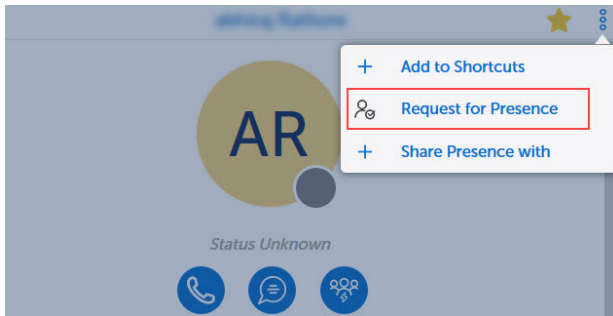 Add to Shortcuts
Request for Presence
Share Presence with
AR
Status Unknown